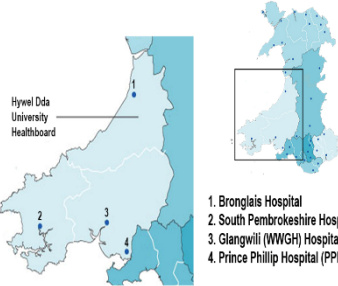 Hywel Dda
University
Healthboard
1
2
3
4
1. Bronglais Hospital
2. South Pembrokeshire Hosp
3. Glangwili (WWGH) Hospita
4. Prince Phillip Hospital (PPH